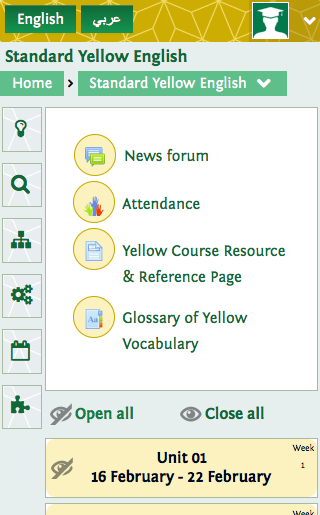 English عربي
Standard Yellow English
Home Standard Yellow English
News forum
Attendance
Yellow Course Resource
& Reference Page
Aa
Glossary of Yellow
Vocabulary
Open all Close all
Unit 01
16 February - 22 February
Week
1
Week